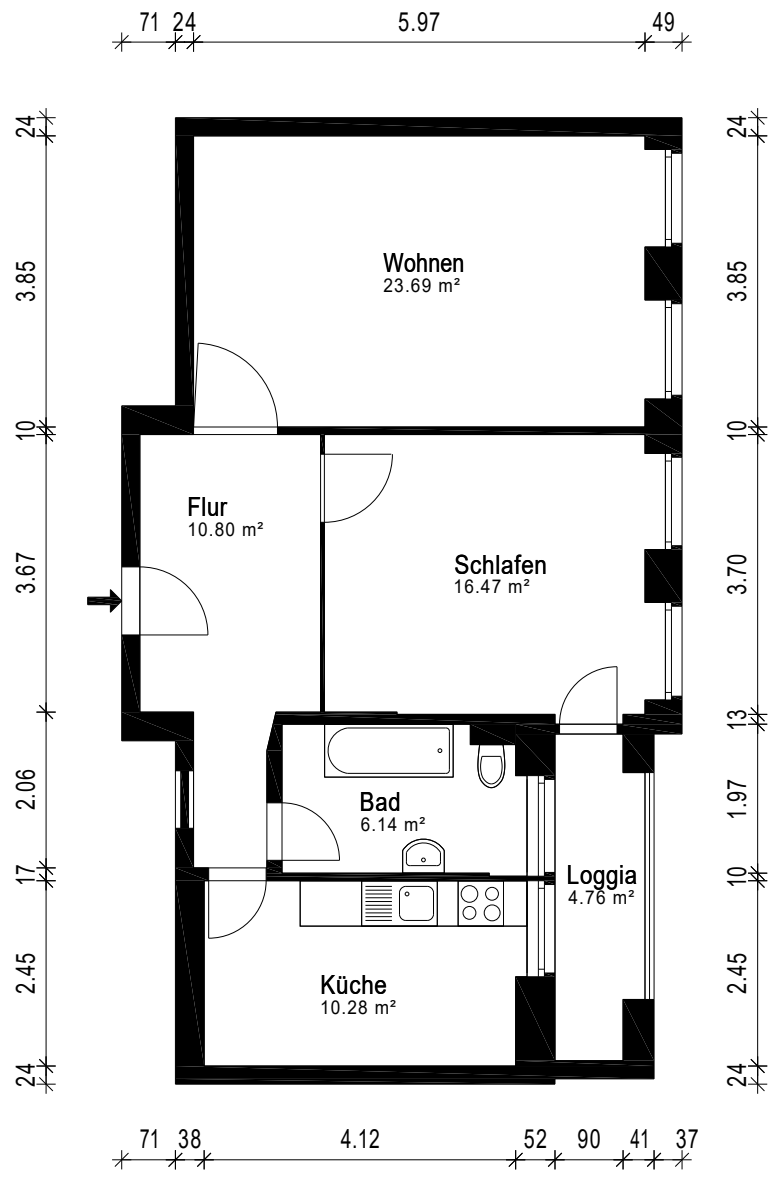 71 24 5.97 49
24
24
3.85
3.85
Wohnen
23.69 m²
10
10
Flur
10.80 m²
3.67
3.70
Schlafen
16.47 m²
13
2.06
1.97
Bad
6.14 m²
17
10
Loggia
4.76 m²
2.45
2.45
Küche
10.28 m²
24
24
71 38 4.12 52 90 41 37